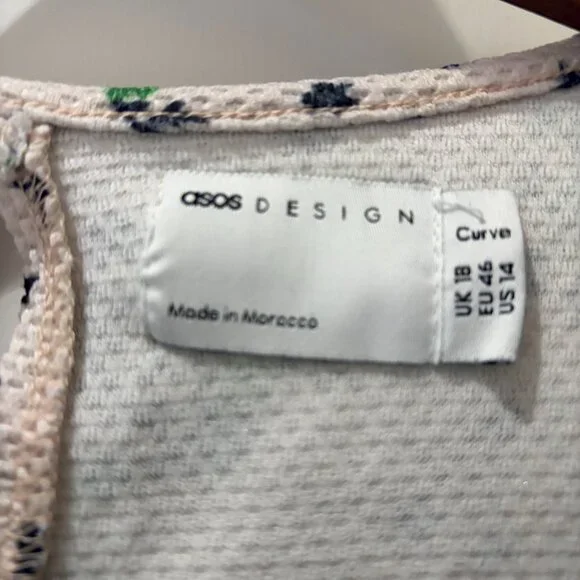 asos DESIGN
Made in Morocco
Curve
UK 18
EU 46
US 14